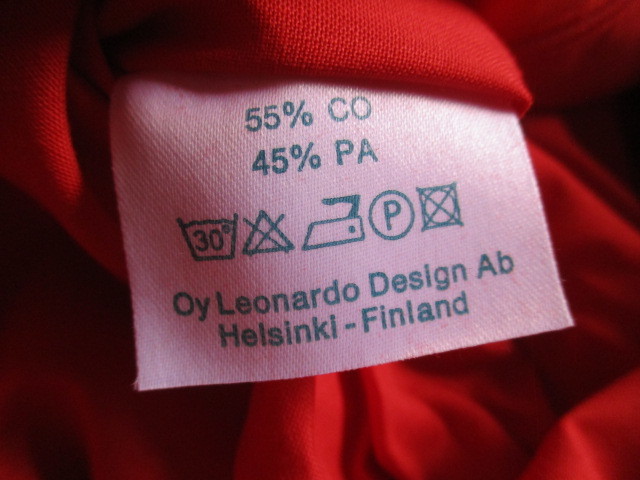 55% CO
45% PA
30° P
Oy Leonardo Design Ab
Helsinki - Finland